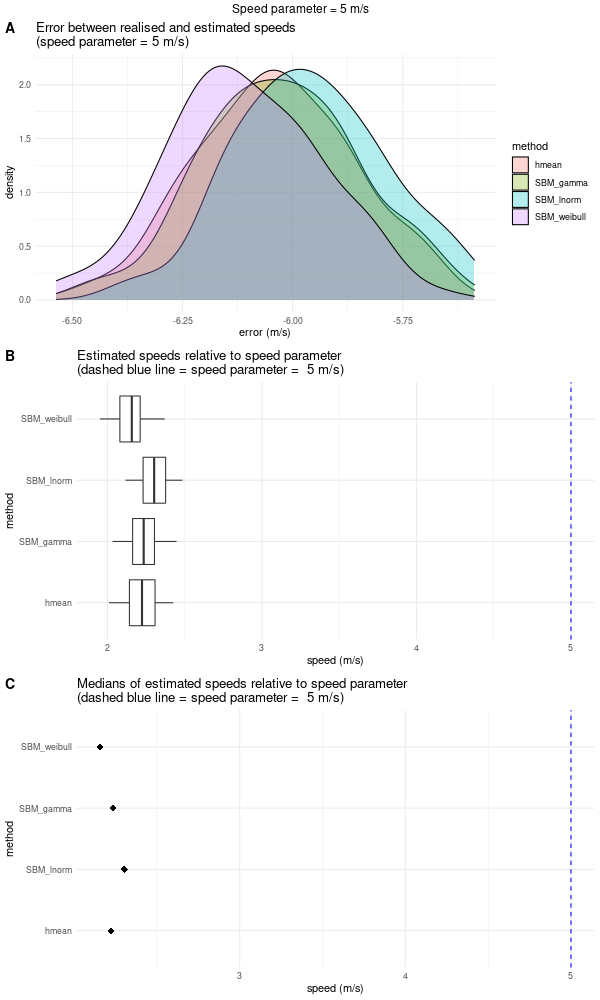 Speed parameter = 5 m/s
A
Error between realised and estimated speeds
(speed parameter = 5 m/s)
2.0
1.5
1.0
0.5
0.0
density
-6.50
-6.25
-6.00
-5.75
error (m/s)
method
hmean
SBM_gamma
SBM_lnorm
SBM_weibull
B
Estimated speeds relative to speed parameter
(dashed blue line = speed parameter =  5 m/s)
SBM_weibull
SBM_lnorm
SBM_gamma
hmean
method
2
3
4
5
speed (m/s)
C
Medians of estimated speeds relative to speed parameter
(dashed blue line = speed parameter =  5 m/s)
SBM_weibull
SBM_gamma
SBM_lnorm
hmean
method
3
4
5
speed (m/s)